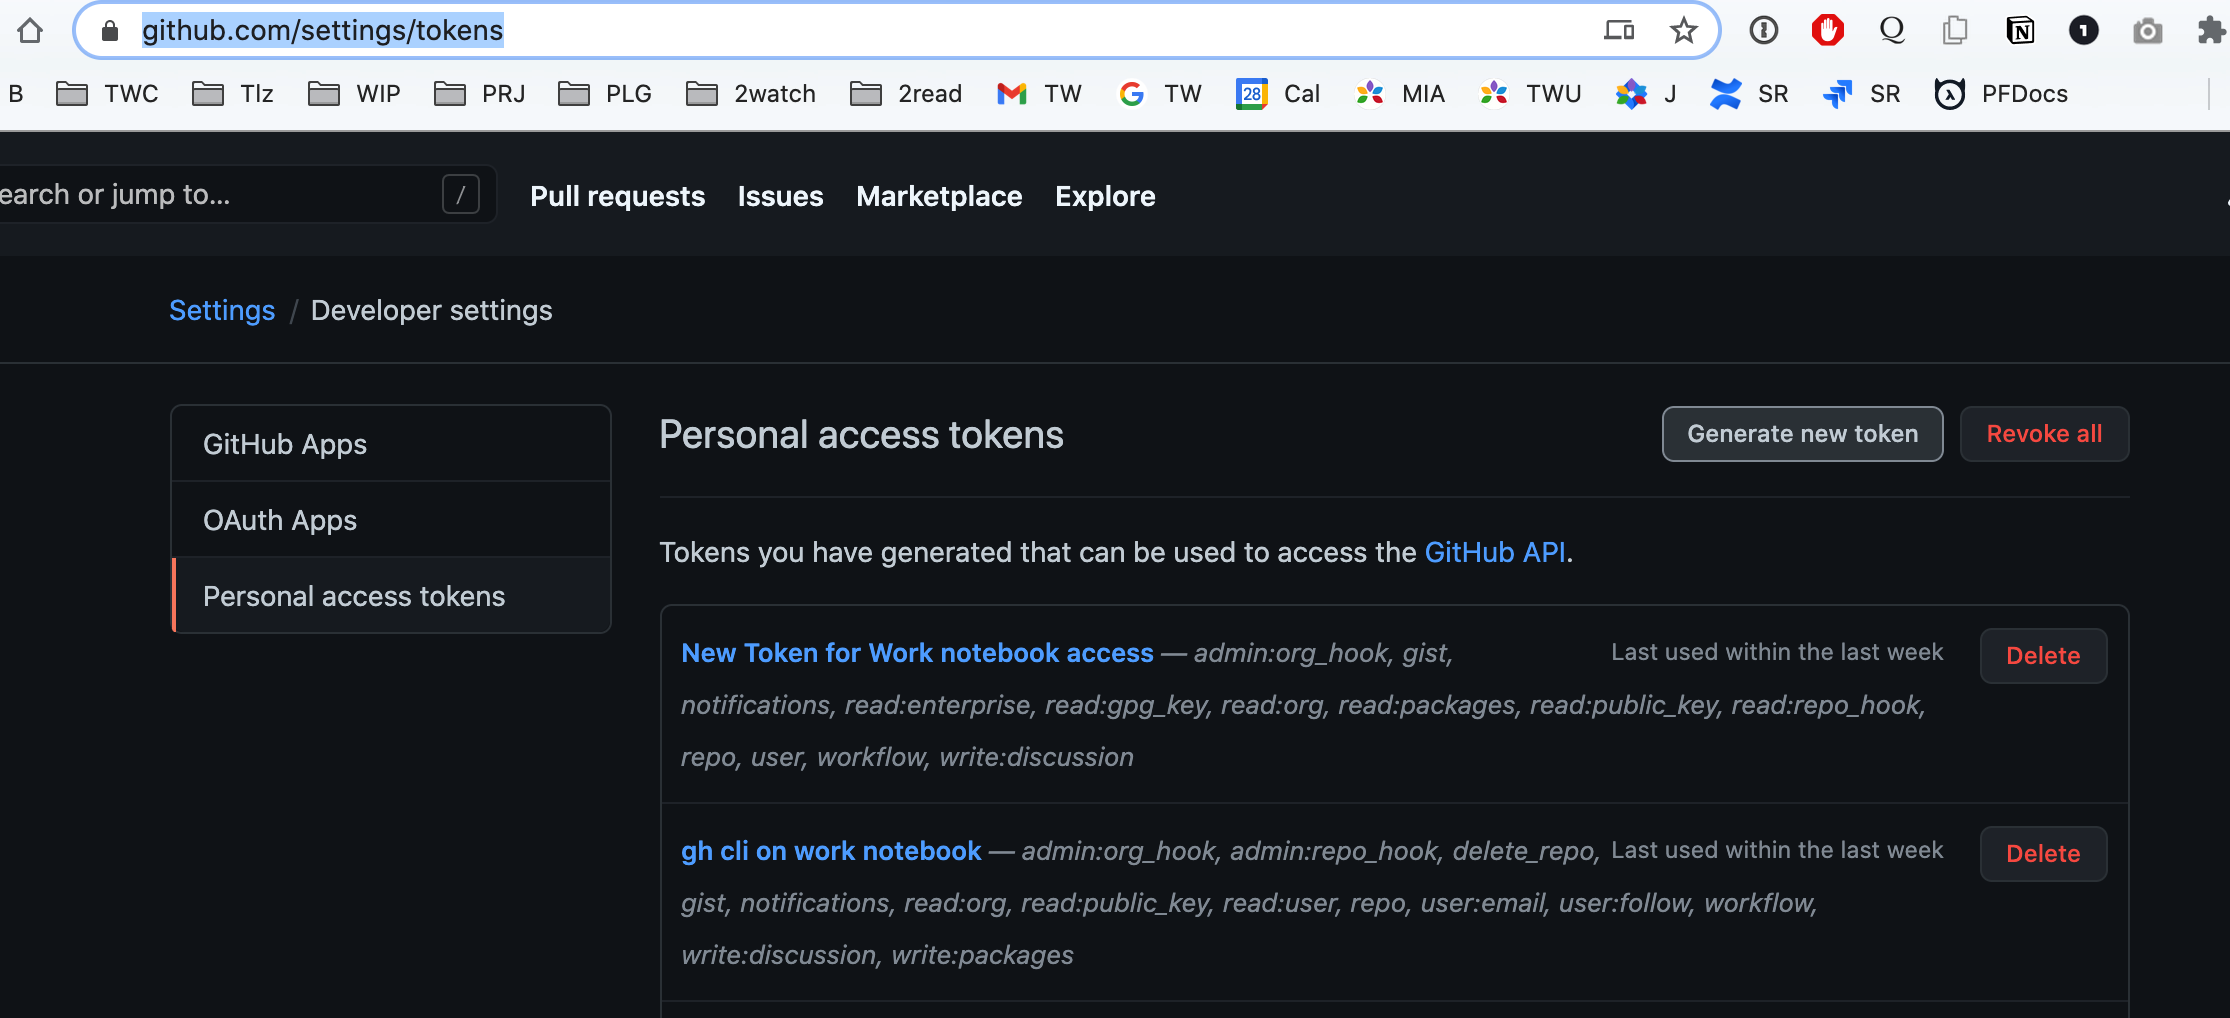 github.com/settings/tokens
B TWC Tlz WIP PRJ PLG 2watch 2read TW TW 28 Cal MIA TWU J SR SR PFDocs
earch or jump to... / Pull requests Issues Marketplace Explore
Settings / Developer settings
GitHub Apps
OAuth Apps
Personal access tokens
Personal access tokens Generate new token Revoke all
Tokens you have generated that can be used to access the GitHub API.
New Token for Work notebook access — admin:org_hook, gist, Last used within the last week Delete
notifications, read:enterprise, read:gpg_key, read:org, read:packages, read:public_key, read:repo_hook,
repo, user, workflow, write:discussion
gh cli on work notebook — admin:org_hook, admin:repo_hook, delete_repo, Last used within the last week Delete
gist, notifications, read:org, read:public_key, read:user, repo, user:email, user:follow, workflow,
write:discussion, write:packages